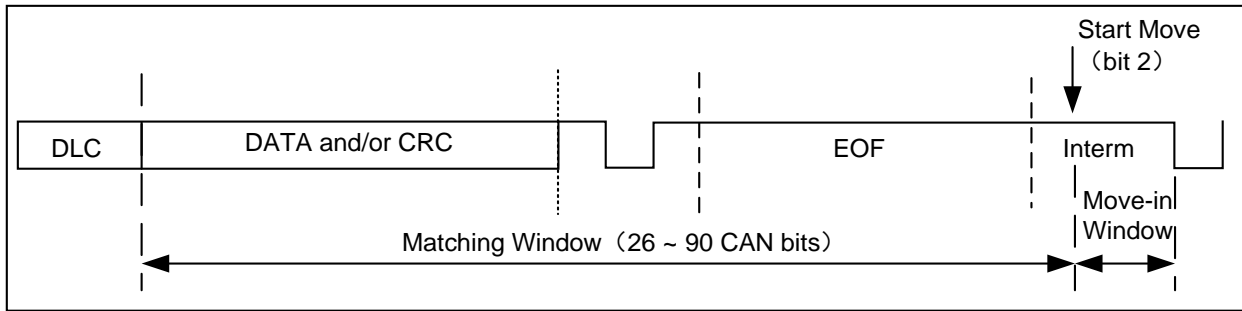 Start Move
（bit 2）
DLC
DATA and/or CRC
EOF
Interm
Move-in
Window
Matching Window（26 ~ 90 CAN bits）